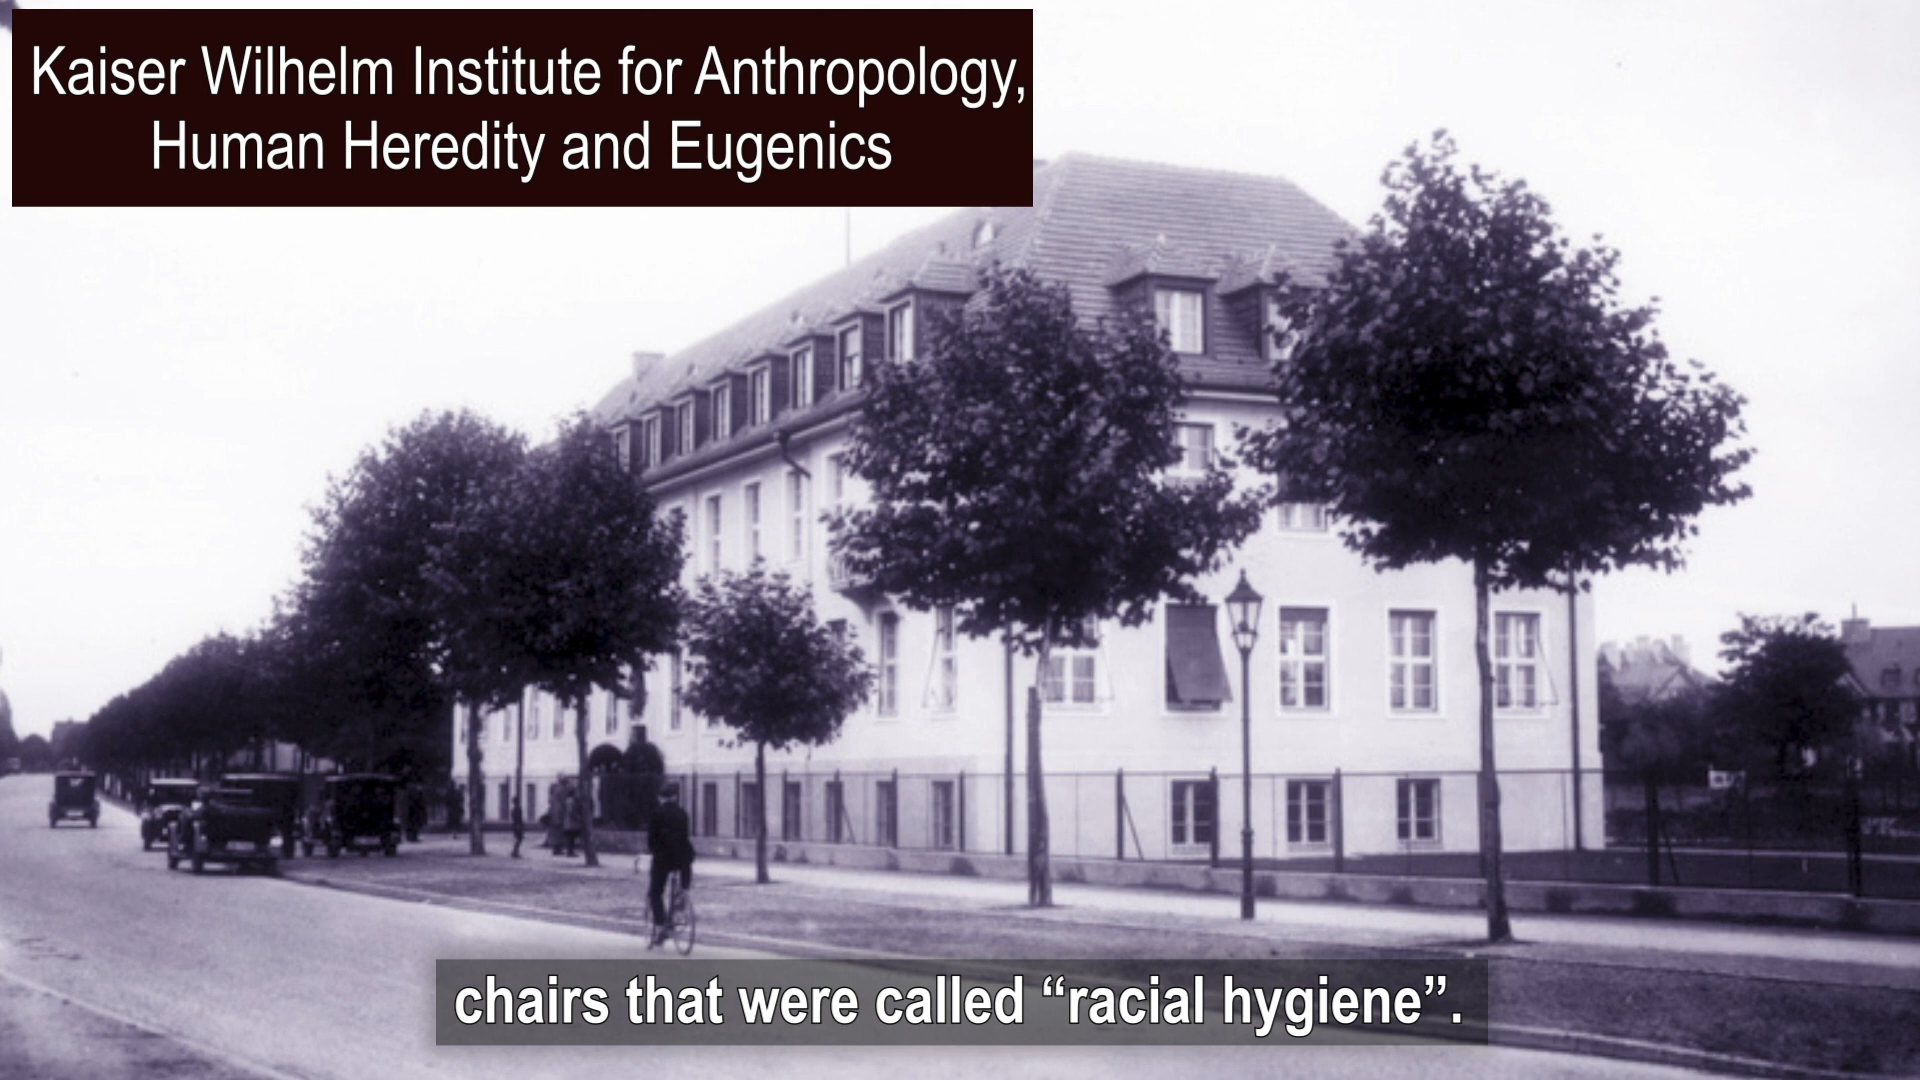 Kaiser Wilhelm Institute for Anthropology,
Human Heredity and Eugenics
chairs that were called “racial hygiene”.